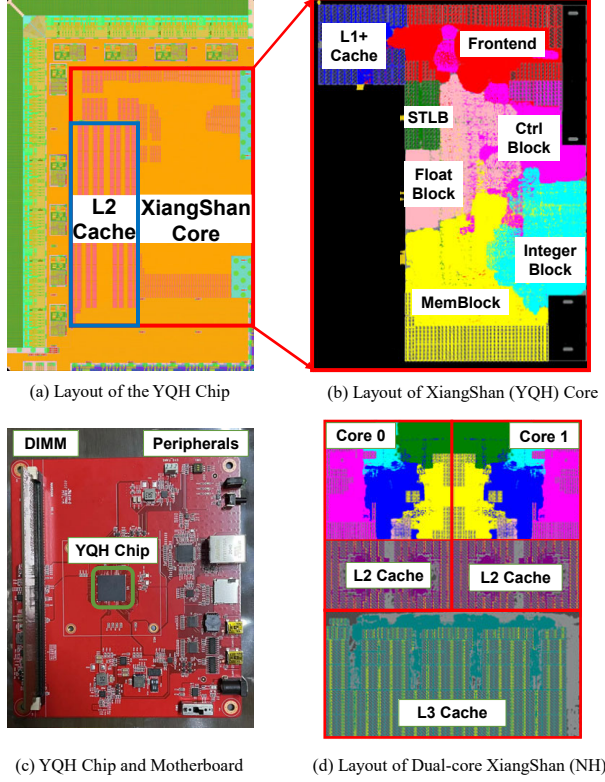 L2
Cache
XiangShan
Core
(a) Layout of the YQH Chip
L1+
Cache
Frontend
STLB
Ctrl
Block
Float
Block
Integer
Block
MemBlock
(b) Layout of XiangShan (YQH) Core
DIMM
Peripherals
YQH Chip
(c) YQH Chip and Motherboard
Core 0
Core 1
L2 Cache
L2 Cache
L3 Cache
(d) Layout of Dual-core XiangShan (NH)